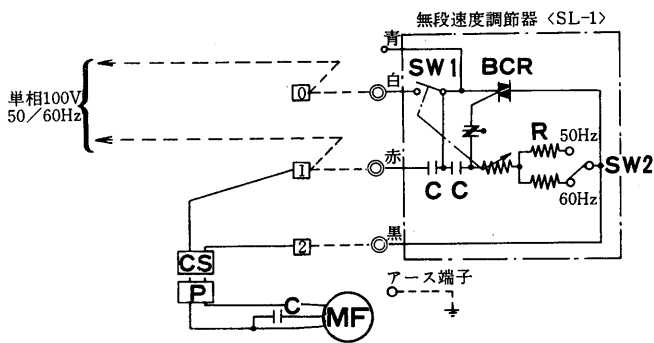 無段速度調節器〈SL-1〉
青
SW1
BCR
白
0
単相100V
50/60Hz
R
50Hz
赤
1
C
C
SW2
60Hz
黒
2
CS
アース端子
P
C
MF